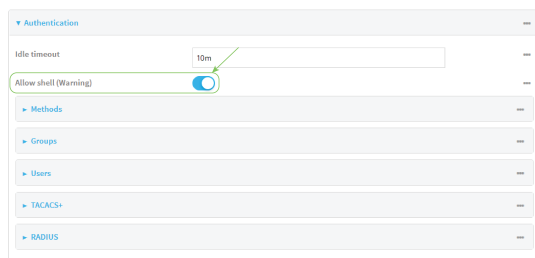 ▼ Authentication
Idle timeout
10m
Allow shell (Warning)
► Methods
► Groups
► Users
► TACACS+
► RADIUS